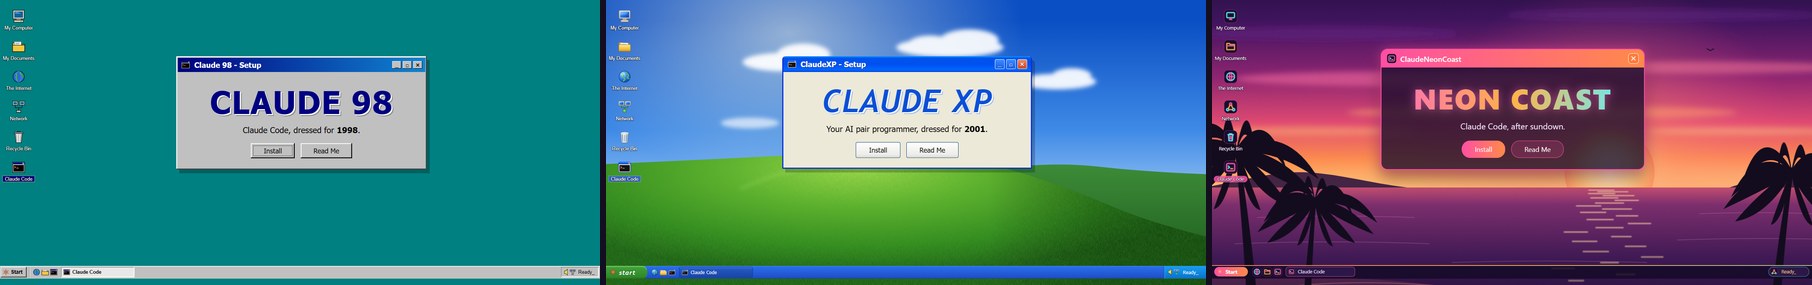 My Computer
My Documents
The Internet
Network
Recycle Bin
Claude Code
Claude 98 - Setup
CLAUDE 98
Claude Code, dressed for 1998.
Install
Read Me
Start
Claude Code
Ready_
My Computer
My Documents
The Internet
Network
Recycle Bin
Claude Code
ClaudeXP - Setup
CLAUDE XP
Your AI pair programmer, dressed for 2001.
Install
Read Me
start
Claude Code
Ready_
My Computer
My Documents
The Internet
Network
Recycle Bin
Claude Code
ClaudeNeonCoast
NEON COAST
Claude Code, after sundown.
Install
Read Me
Start
Claude Code
Ready_